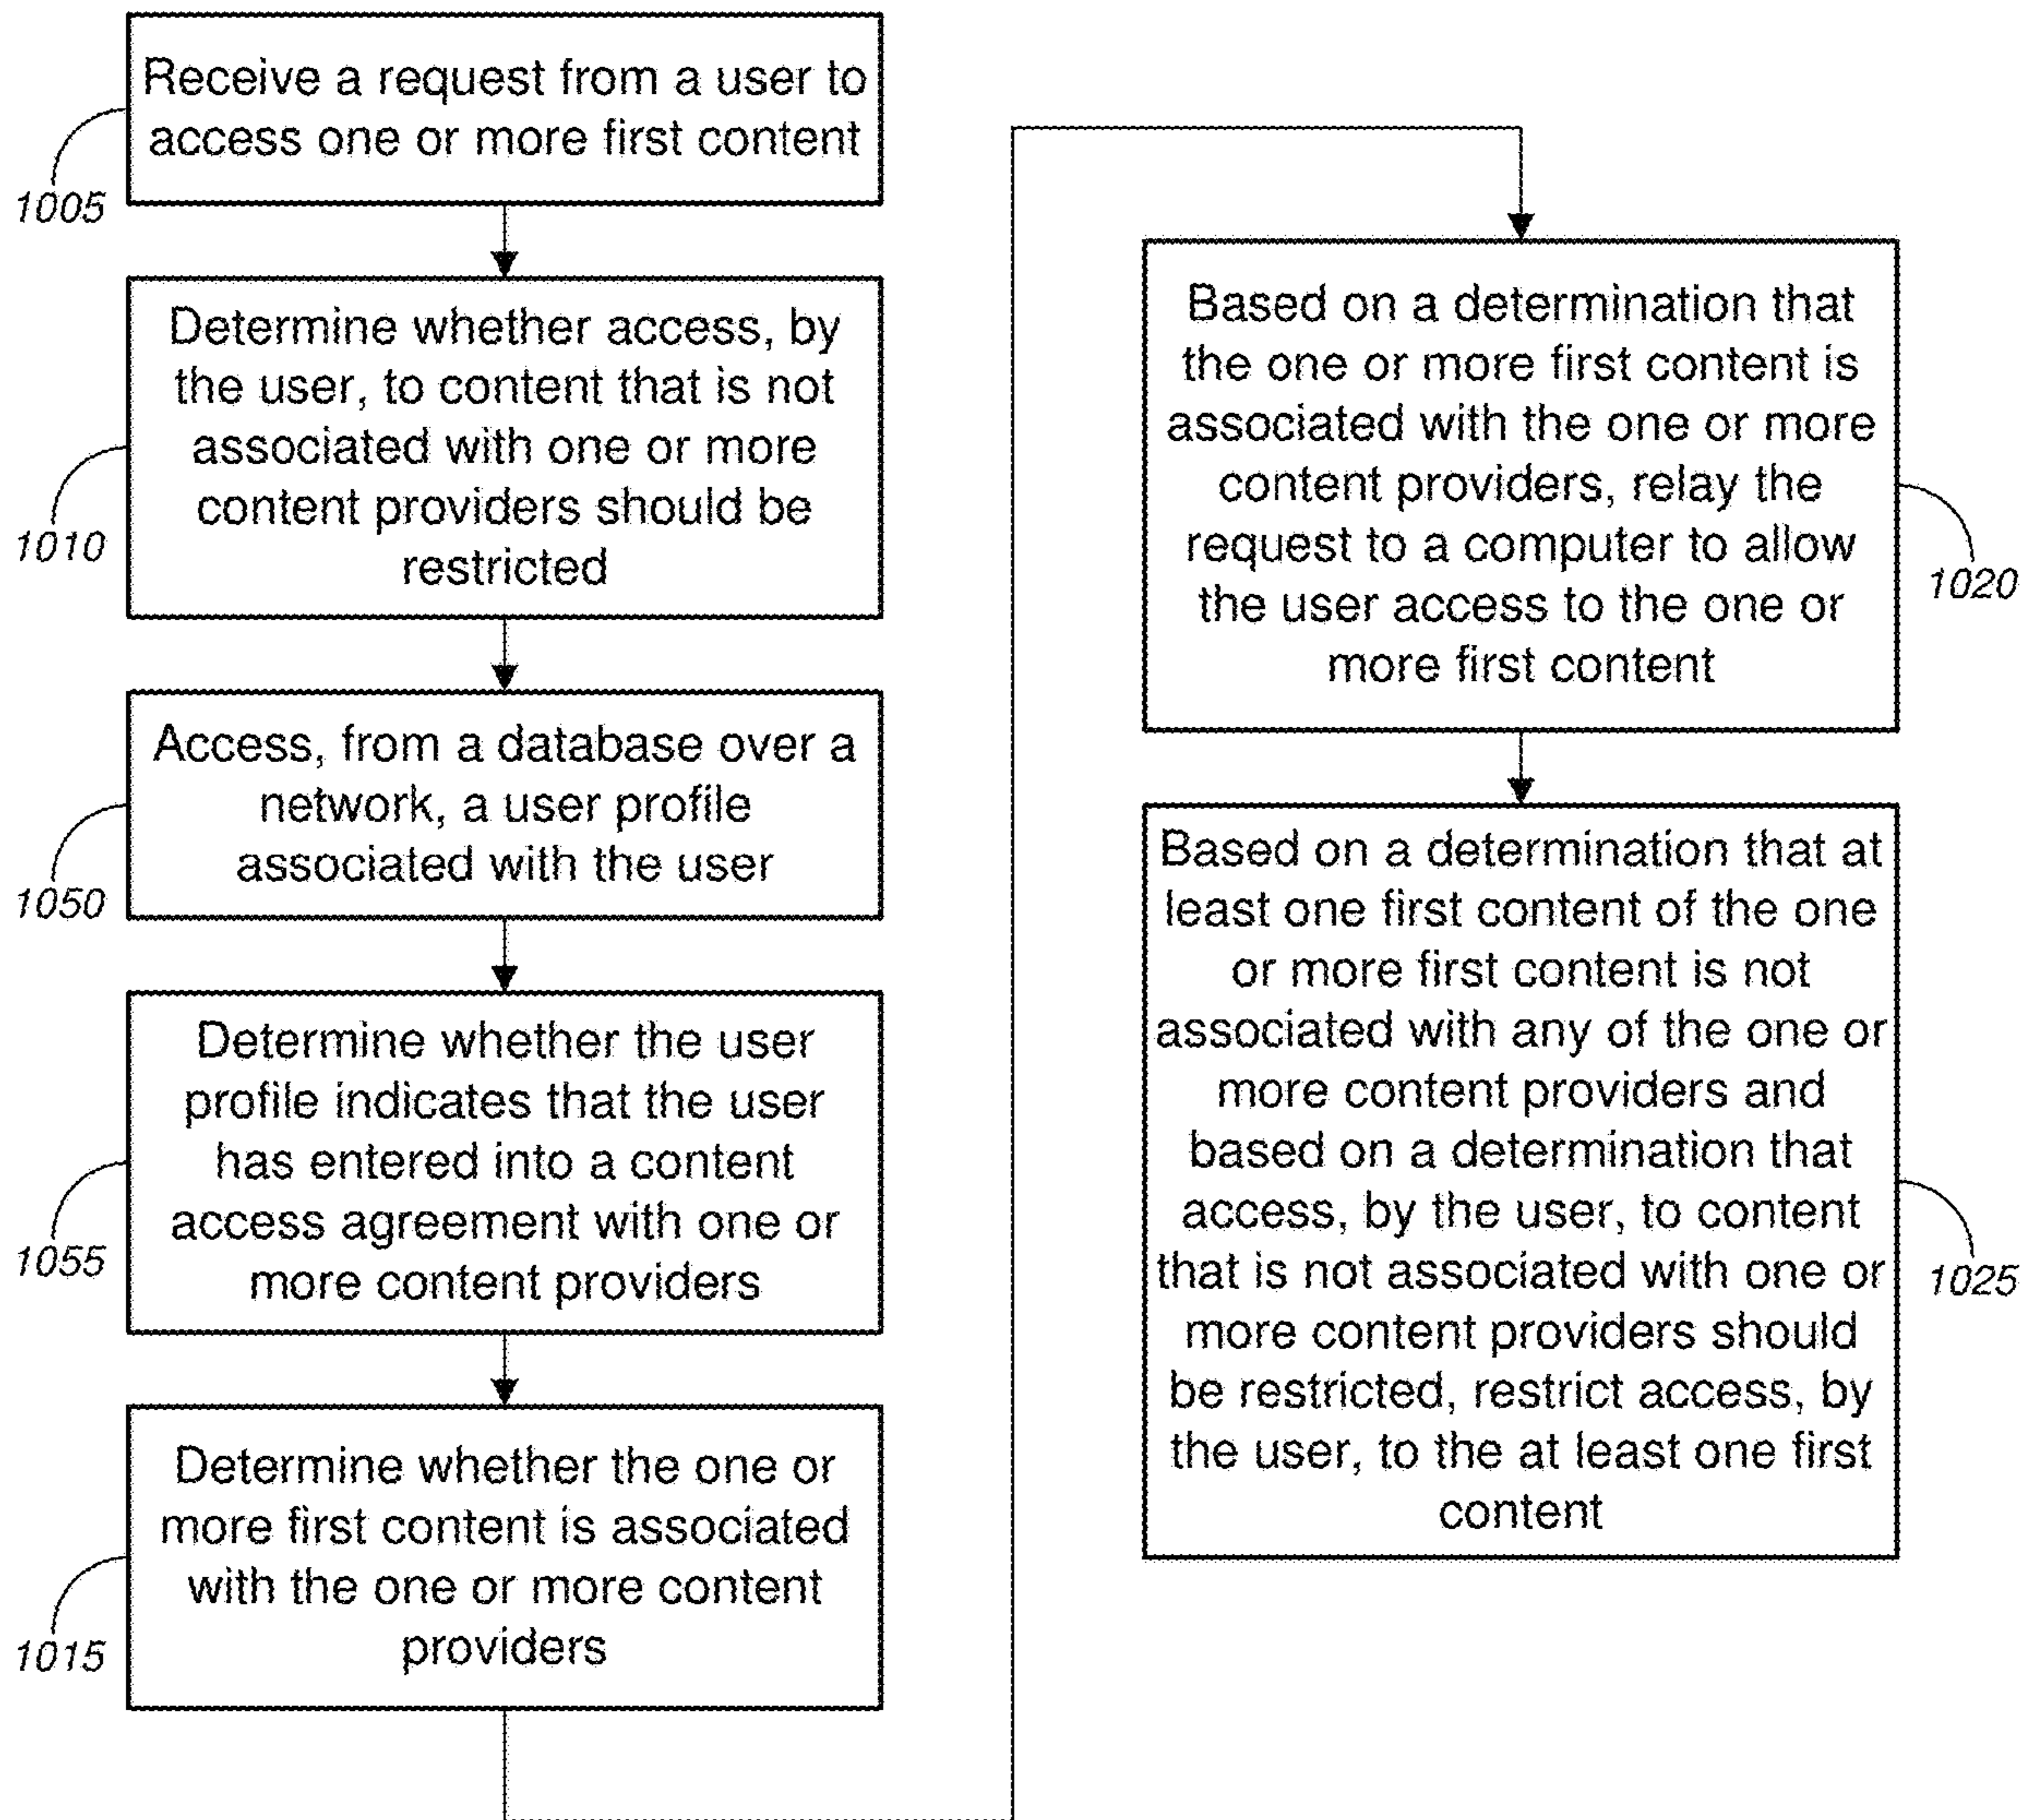 Receive a request from a user to
access one or more first content
1005
Determine whether access, by
the user, to content that is not
associated with one or more
content providers should be
restricted
1010
Access, from a database over a
network, a user profile
associated with the user
1050
Determine whether the user
profile indicates that the user
has entered into a content
access agreement with one or
more content providers
1055
Determine whether the one or
more first content is associated
with the one or more content
providers
1015
Based on a determination that
the one or more first content is
associated with the one or more
content providers, relay the
request to a computer to allow
the user access to the one or
more first content
1020
Based on a determination that at
least one first content of the one
or more first content is not
associated with any of the one or
more content providers and
based on a determination that
access, by the user, to content
that is not associated with one or
more content providers should
be restricted, restrict access, by
the user, to the at least one first
content
1025